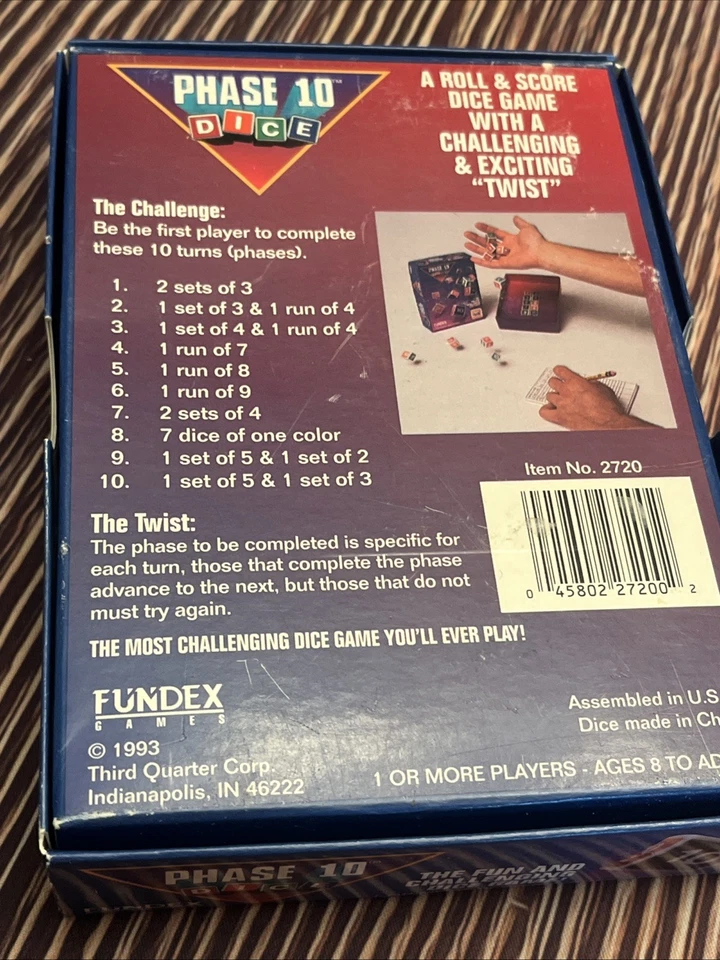 PHASE 10™
DICE
A ROLL & SCORE
DICE GAME
WITH A
CHALLENGING
& EXCITING
"TWIST"
The Challenge:
Be the first player to complete
these 10 turns (phases).
1. 2 sets of 3
2. 1 set of 3 & 1 run of 4
3. 1 set of 4 & 1 run of 4
4. 1 run of 7
5. 1 run of 8
6. 1 run of 9
7. 2 sets of 4
8. 7 dice of one color
9. 1 set of 5 & 1 set of 2
10. 1 set of 5 & 1 set of 3
PHASE 10
Item No. 2720
0 45802 27200 2
The Twist:
The phase to be completed is specific for
each turn, those that complete the phase
advance to the next, but those that do not
must try again.
THE MOST CHALLENGING DICE GAME YOU'LL EVER PLAY!
FUNDEX
GAMES
© 1993
Third Quarter Corp.
Indianapolis, IN 46222
Assembled in U.S
Dice made in Ch
1 OR MORE PLAYERS - AGES 8 TO AD
PHASE 10
DICE
THE FUN AND
CHALLENGING
FUNDEX